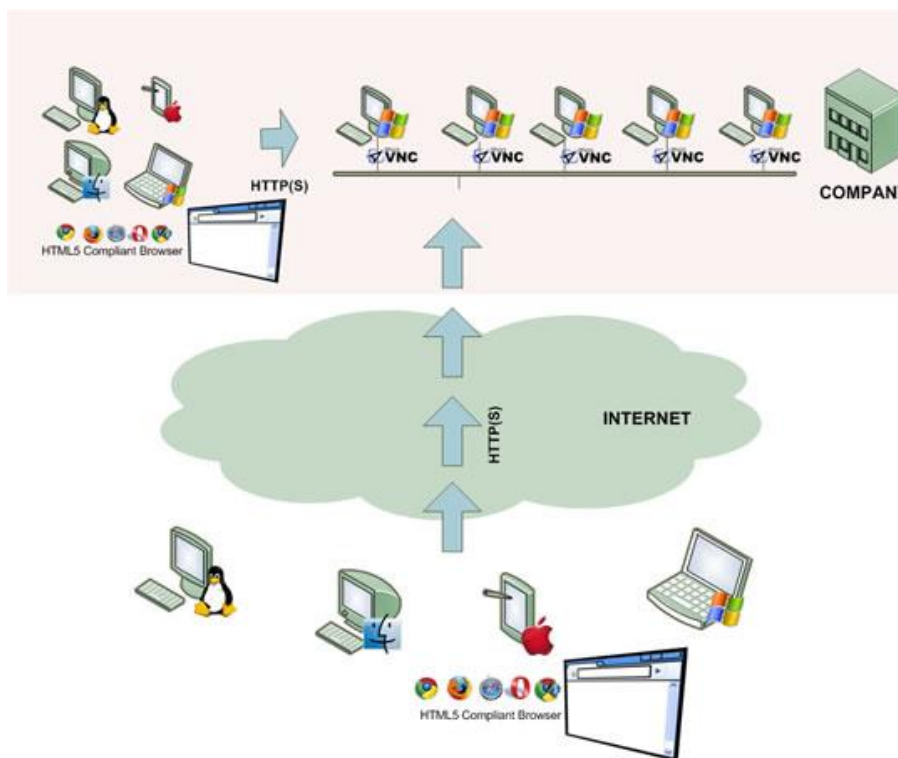 VNC VNC VNC VNC VNC
HTTP(S)
COMPAN
HTML5 Compliant Browser
INTERNET
HTTP(S)
HTML5 Compliant Browser